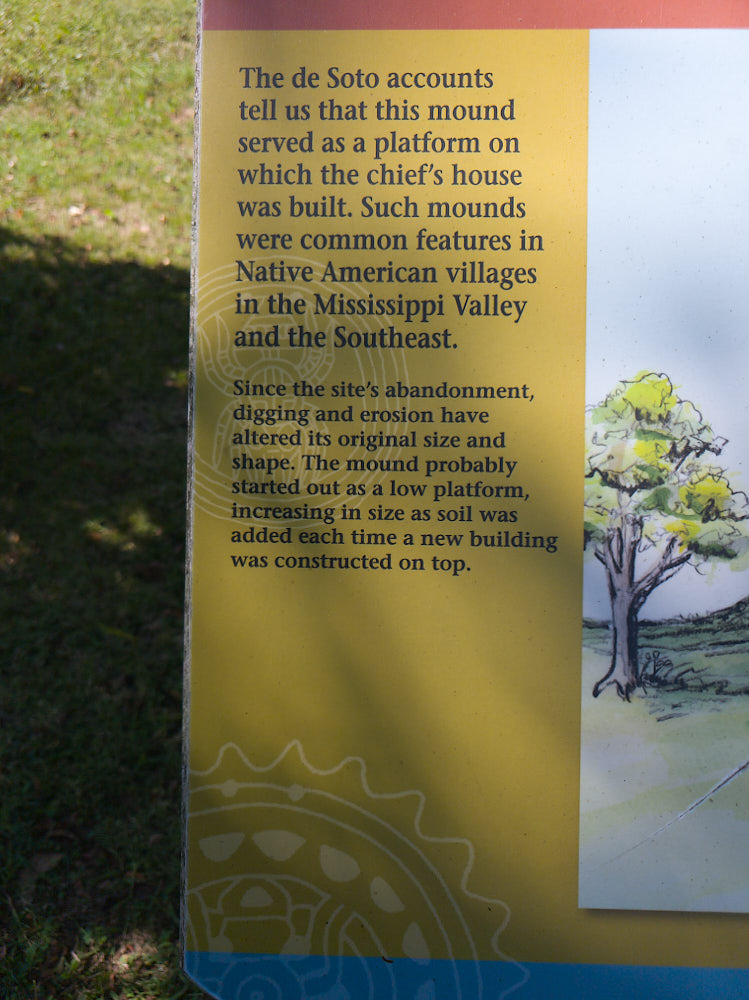 The de Soto accounts
tell us that this mound
served as a platform on
which the chief's house
was built. Such mounds
were common features in
Native American villages
in the Mississippi Valley
and the Southeast.
Since the site's abandonment,
digging and erosion have
altered its original size and
shape. The mound probably
started out as a low platform,
increasing in size as soil was
added each time a new building
was constructed on top.